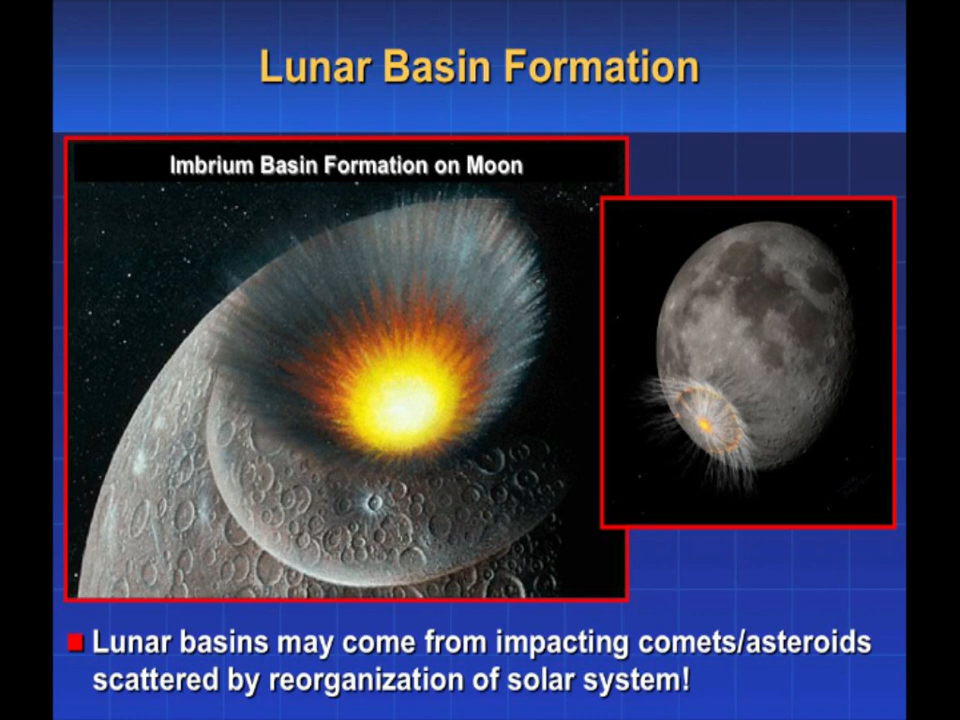 Lunar Basin Formation
Imbrium Basin Formation on Moon
Lunar basins may come from impacting comets/asteroids
scattered by reorganization of solar system!